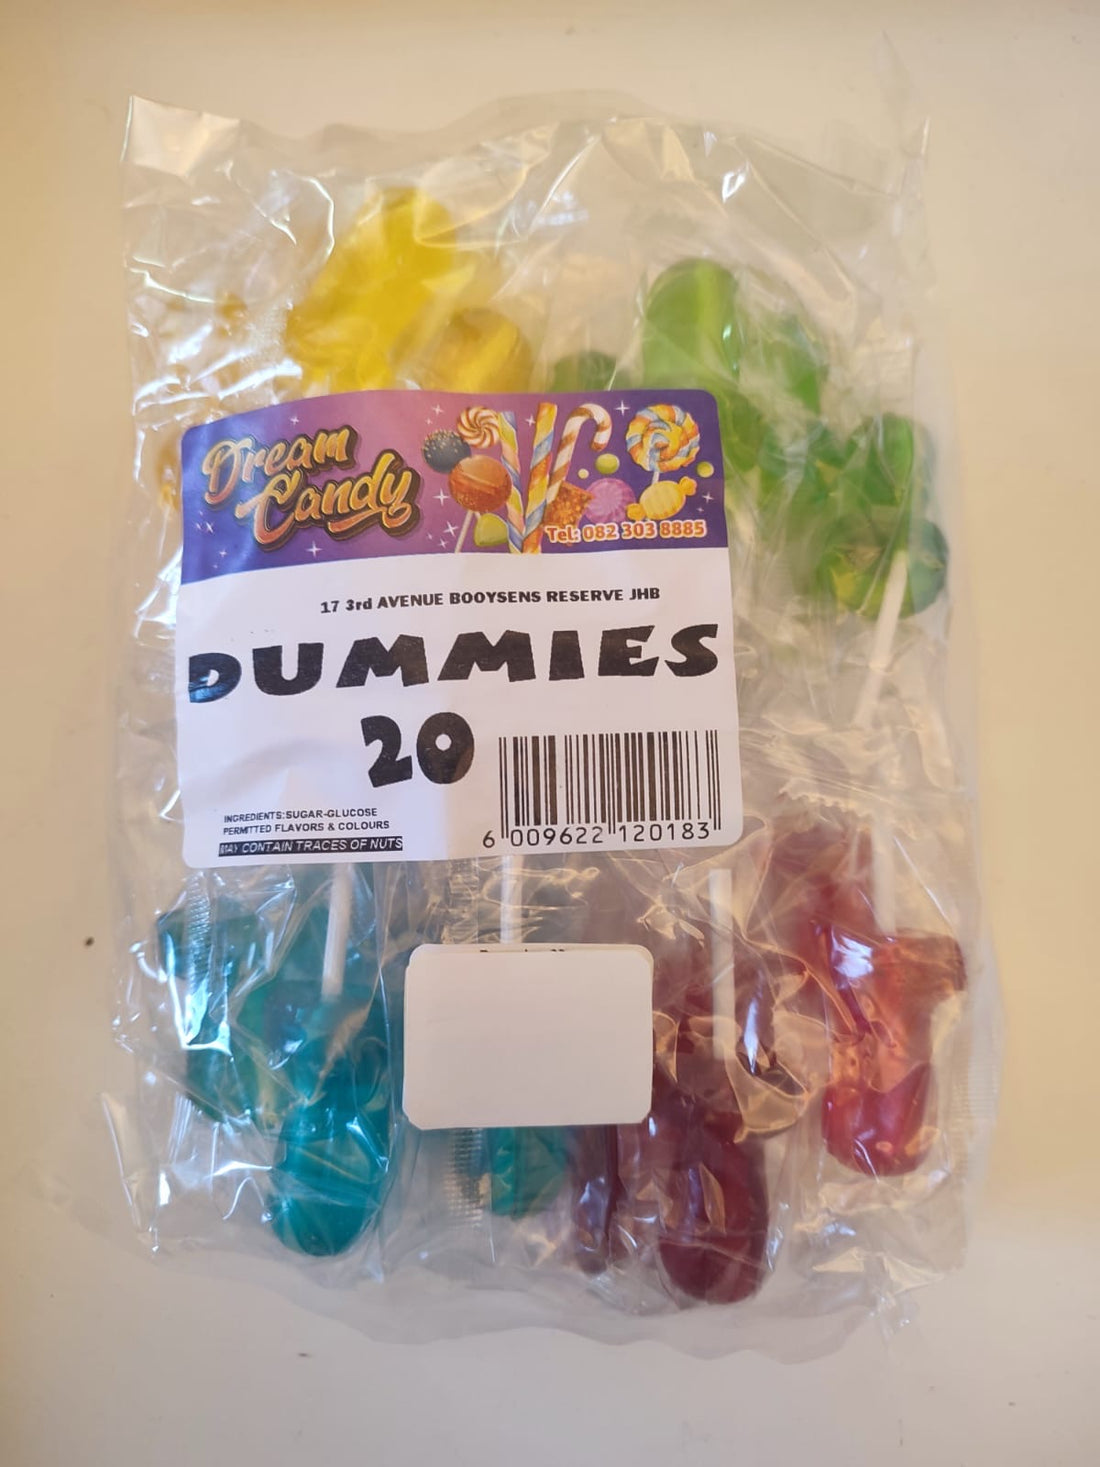 Dream
Candy
Tel: 082 303 8885
17 3rd AVENUE BOOYSENS RESERVE JHB
DUMMIES
20
INGREDIENTS:SUGAR-GLUCOSE
PERMITTED FLAVORS & COLOURS
MAY CONTAIN TRACES OF NUTS
6 009622 120183